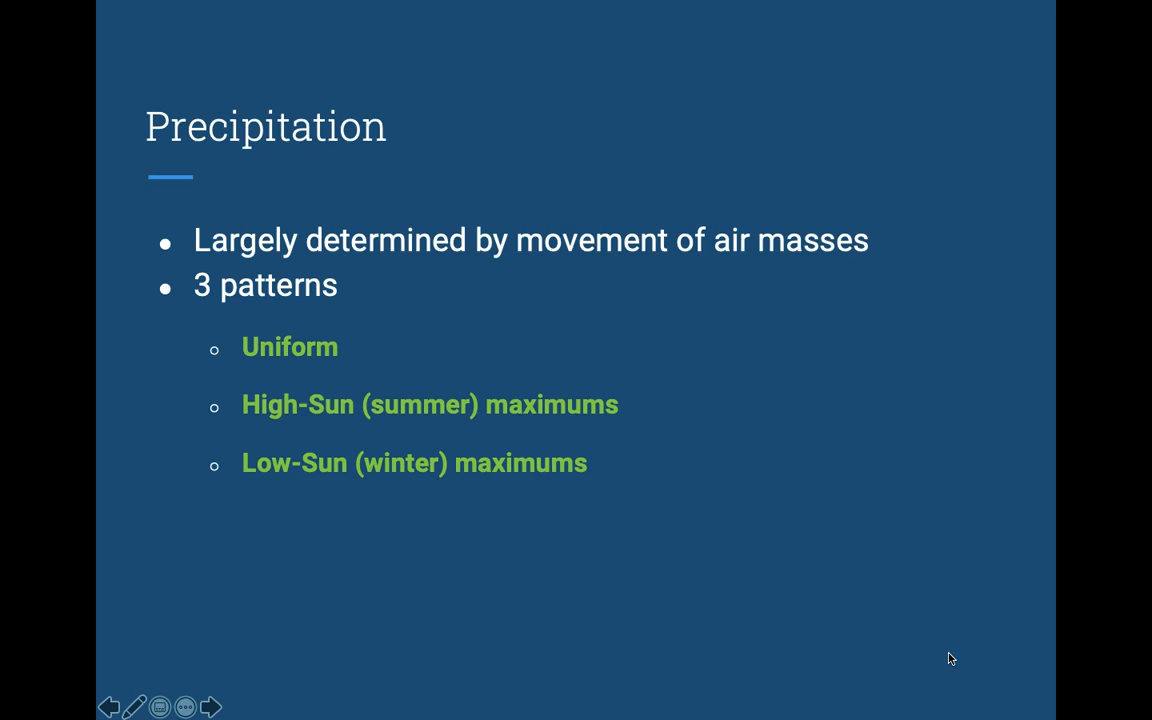 Precipitation
● Largely determined by movement of air masses
● 3 patterns
○ Uniform
○ High-Sun (summer) maximums
○ Low-Sun (winter) maximums